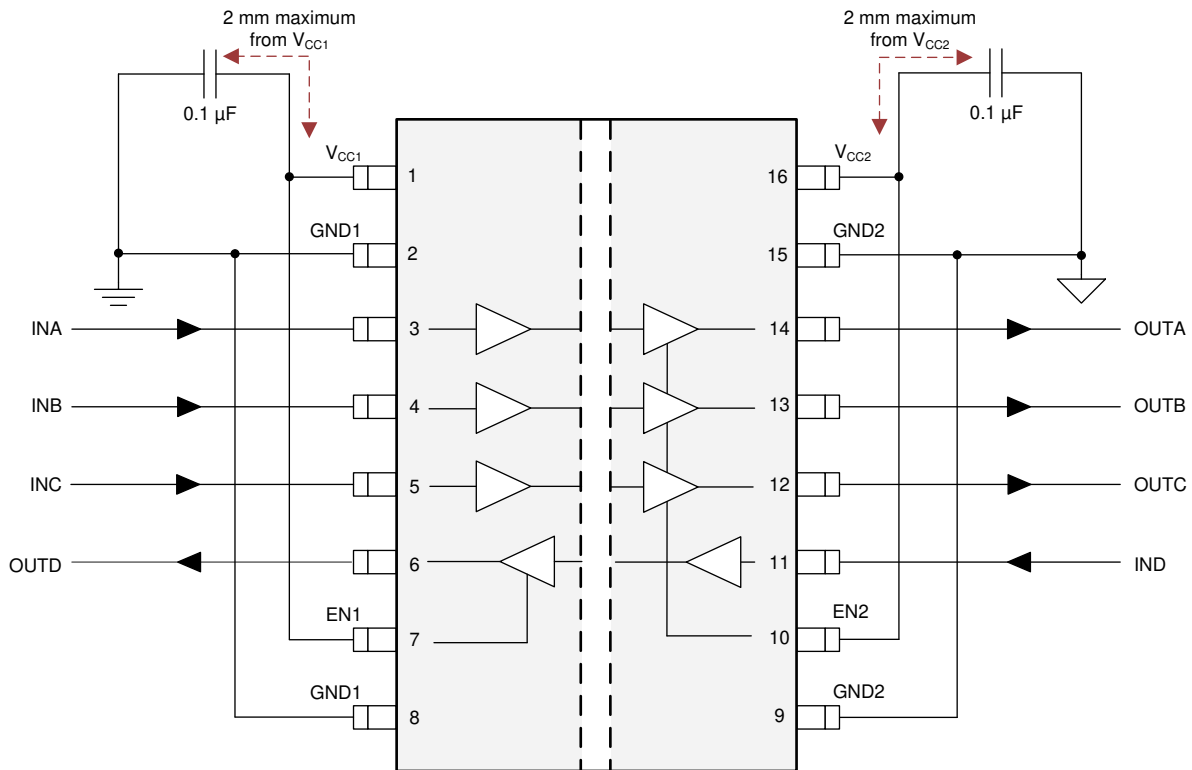 2 mm maximum
from VCC1
2 mm maximum
from VCC2
0.1 µF
0.1 µF
VCC1
1
16
VCC2
GND1
2
15
GND2
INA
3
14
OUTA
INB
4
13
OUTB
INC
5
12
OUTC
OUTD
6
11
IND
EN1
7
10
EN2
GND1
8
9
GND2